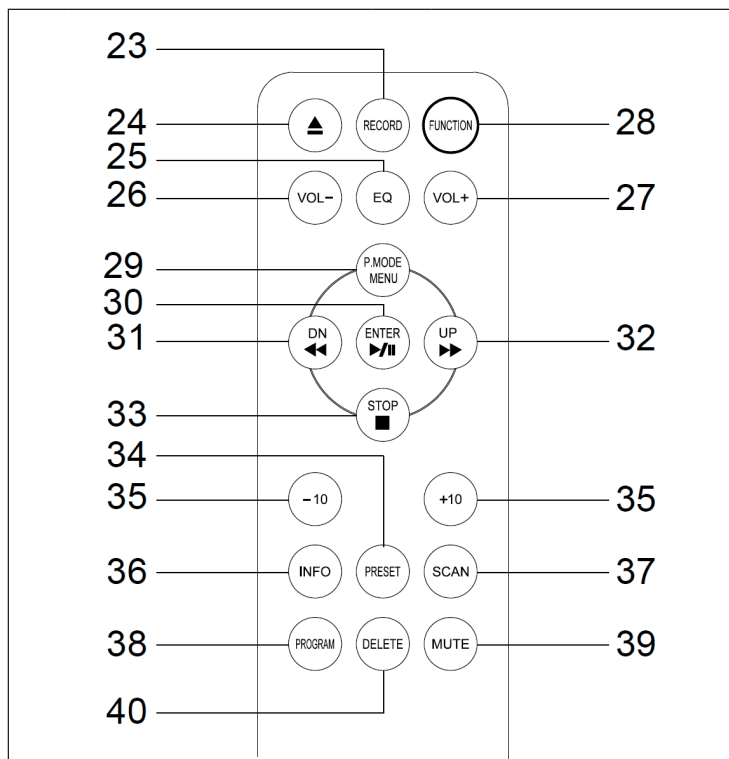 23
24 RECORD FUNCTION 28
25
26 VOL− EQ VOL+ 27
29 P.MODE
MENU
30
31 DN ENTER UP 32
33 STOP
34
35 −10 +10 35
36 INFO PRESET SCAN 37
38 PROGRAM DELETE MUTE 39
40